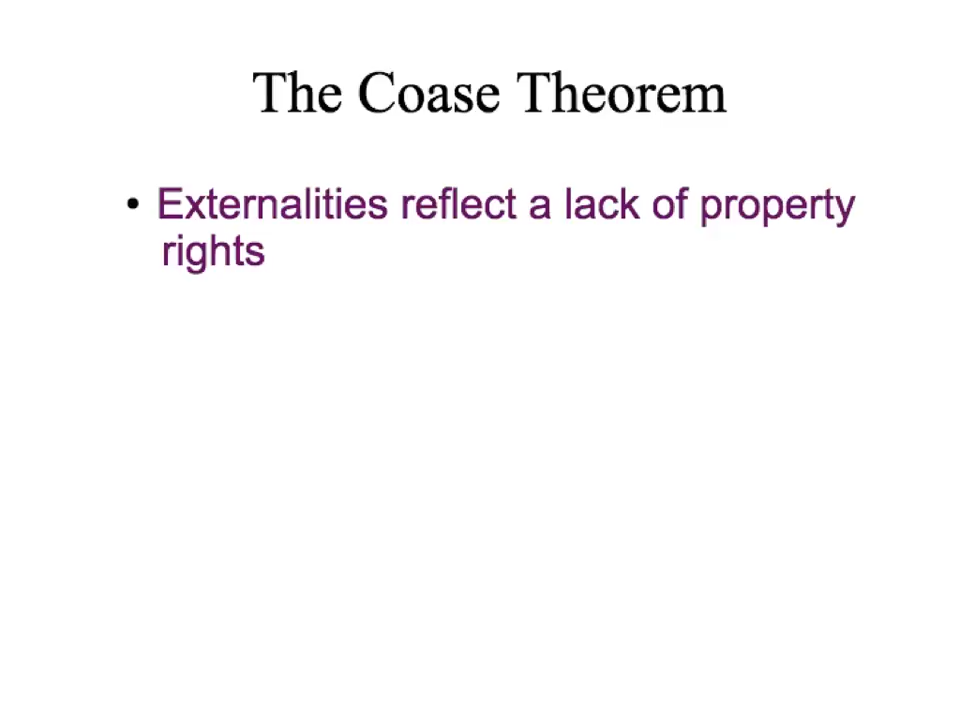 The Coase Theorem
• Externalities reflect a lack of property
rights